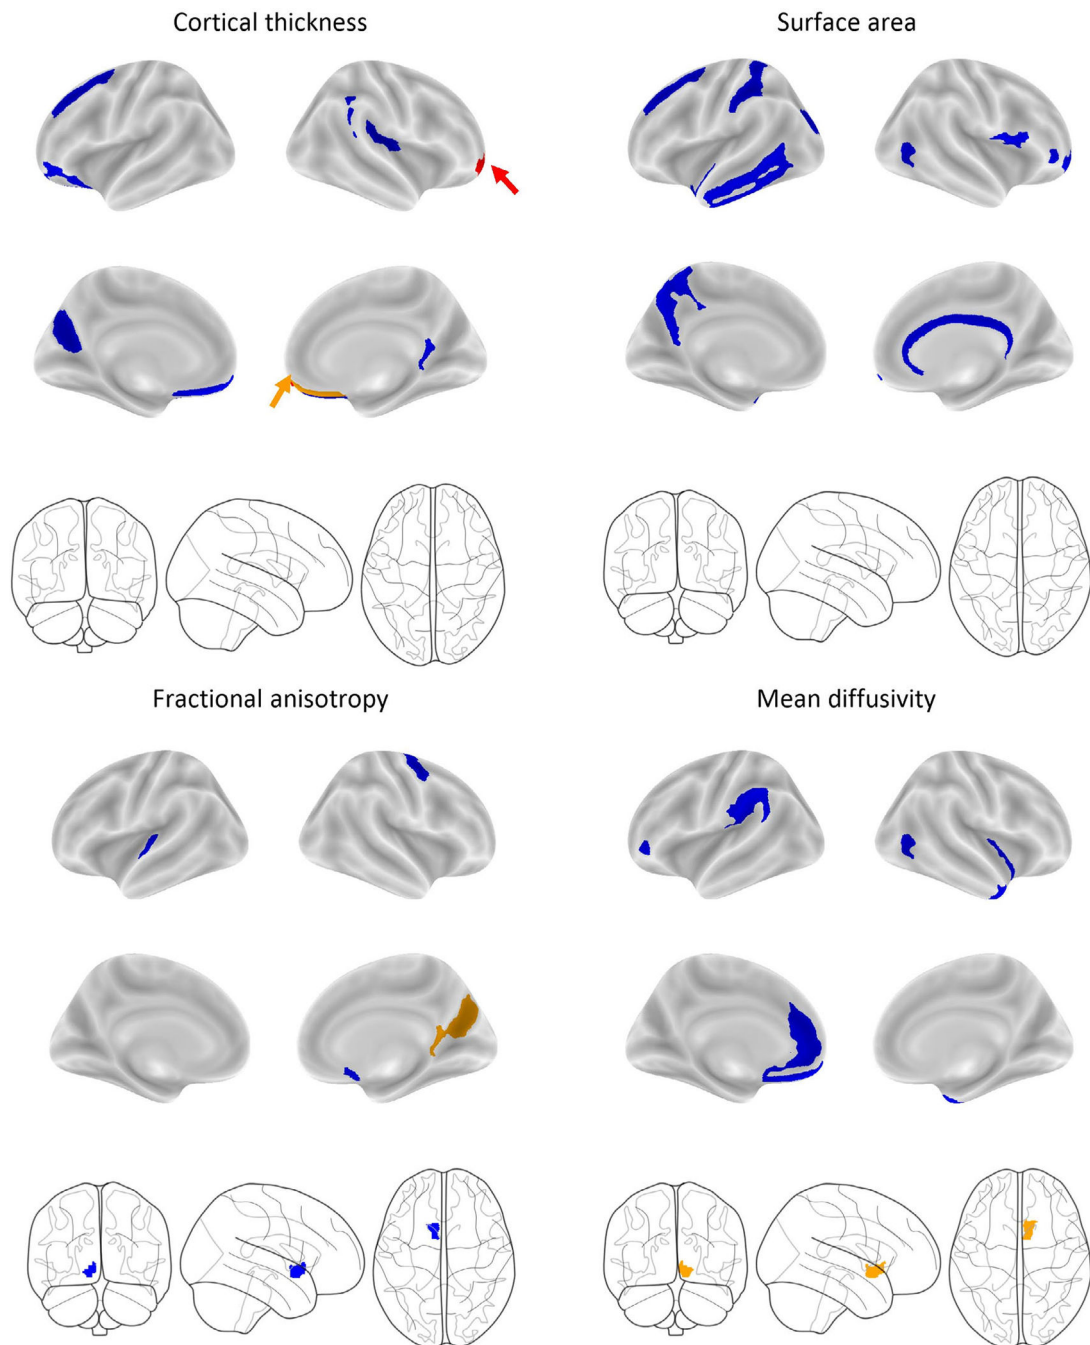 Cortical thickness
Surface area
Fractional anisotropy
Mean diffusivity